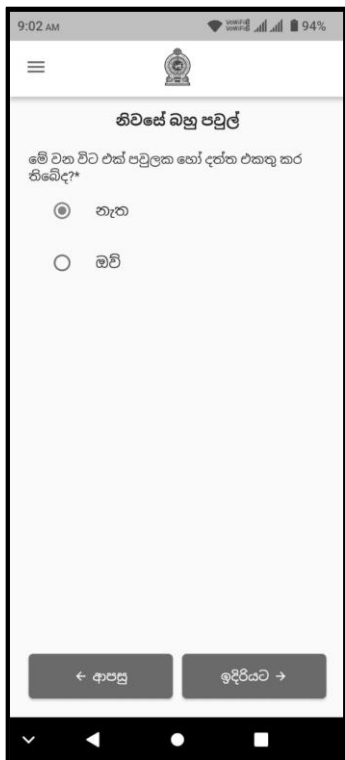 9:02 AM 94%
නිවසේ බහු පවුල්
මේ වන විට එක් පවුලක හෝ දත්ත එකතු කර
තිබේද?*
නැත
ඔව්
← ආපසු
ඉදිරියට →